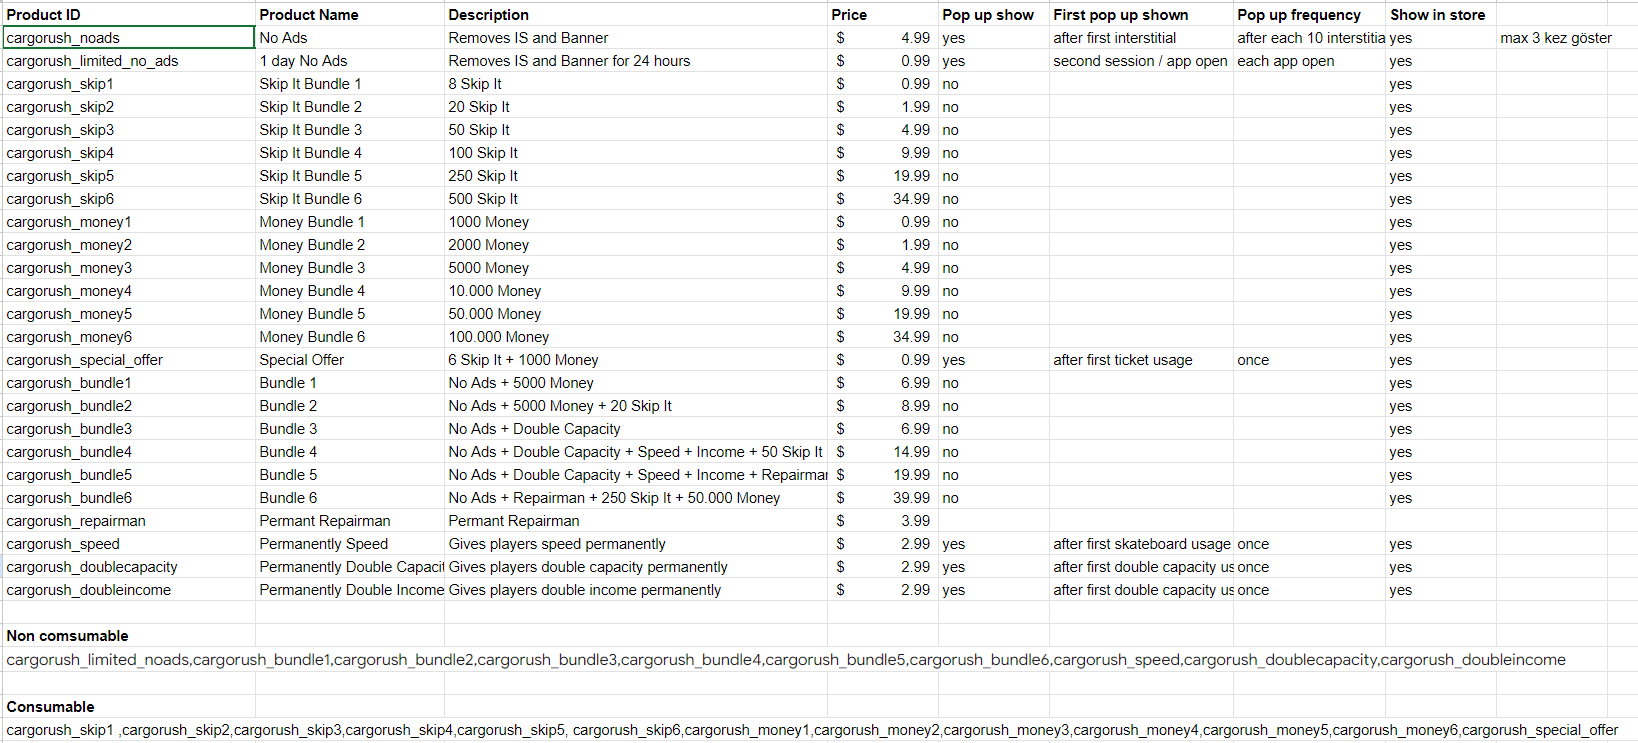 Product ID Product Name Description Price Pop up show First pop up shown Pop up frequency Show in store
cargorush_noads No Ads Removes IS and Banner $ 4.99 yes after first interstitial after each 10 interstitia yes max 3 kez göster
cargorush_limited_no_ads 1 day No Ads Removes IS and Banner for 24 hours $ 0.99 yes second session / app open each app open yes
cargorush_skip1 Skip It Bundle 1 8 Skip It $ 0.99 no yes
cargorush_skip2 Skip It Bundle 2 20 Skip It $ 1.99 no yes
cargorush_skip3 Skip It Bundle 3 50 Skip It $ 4.99 no yes
cargorush_skip4 Skip It Bundle 4 100 Skip It $ 9.99 no yes
cargorush_skip5 Skip It Bundle 5 250 Skip It $ 19.99 no yes
cargorush_skip6 Skip It Bundle 6 500 Skip It $ 34.99 no yes
cargorush_money1 Money Bundle 1 1000 Money $ 0.99 no yes
cargorush_money2 Money Bundle 2 2000 Money $ 1.99 no yes
cargorush_money3 Money Bundle 3 5000 Money $ 4.99 no yes
cargorush_money4 Money Bundle 4 10.000 Money $ 9.99 no yes
cargorush_money5 Money Bundle 5 50.000 Money $ 19.99 no yes
cargorush_money6 Money Bundle 6 100.000 Money $ 34.99 no yes
cargorush_special_offer Special Offer 6 Skip It + 1000 Money $ 0.99 yes after first ticket usage once yes
cargorush_bundle1 Bundle 1 No Ads + 5000 Money $ 6.99 no yes
cargorush_bundle2 Bundle 2 No Ads + 5000 Money + 20 Skip It $ 8.99 no yes
cargorush_bundle3 Bundle 3 No Ads + Double Capacity $ 6.99 no yes
cargorush_bundle4 Bundle 4 No Ads + Double Capacity + Speed + Income + 50 Skip It $ 14.99 no yes
cargorush_bundle5 Bundle 5 No Ads + Double Capacity + Speed + Income + Repairmar $ 19.99 no yes
cargorush_bundle6 Bundle 6 No Ads + Repairman + 250 Skip It + 50.000 Money $ 39.99 no yes
cargorush_repairman Permant Repairman Permant Repairman $ 3.99
cargorush_speed Permanently Speed Gives players speed permanently $ 2.99 yes after first skateboard usage once yes
cargorush_doublecapacity Permanently Double Capacit Gives players double capacity permanently $ 2.99 yes after first double capacity us once yes
cargorush_doubleincome Permanently Double Income Gives players double income permanently $ 2.99 yes after first double capacity us once yes
Non comsumable
cargorush_limited_noads,cargorush_bundle1,cargorush_bundle2,cargorush_bundle3,cargorush_bundle4,cargorush_bundle5,cargorush_bundle6,cargorush_speed,cargorush_doublecapacity,cargorush_doubleincome
Consumable
cargorush_skip1 ,cargorush_skip2,cargorush_skip3,cargorush_skip4,cargorush_skip5, cargorush_skip6,cargorush_money1,cargorush_money2,cargorush_money3,cargorush_money4,cargorush_money5,cargorush_money6,cargorush_special_offer